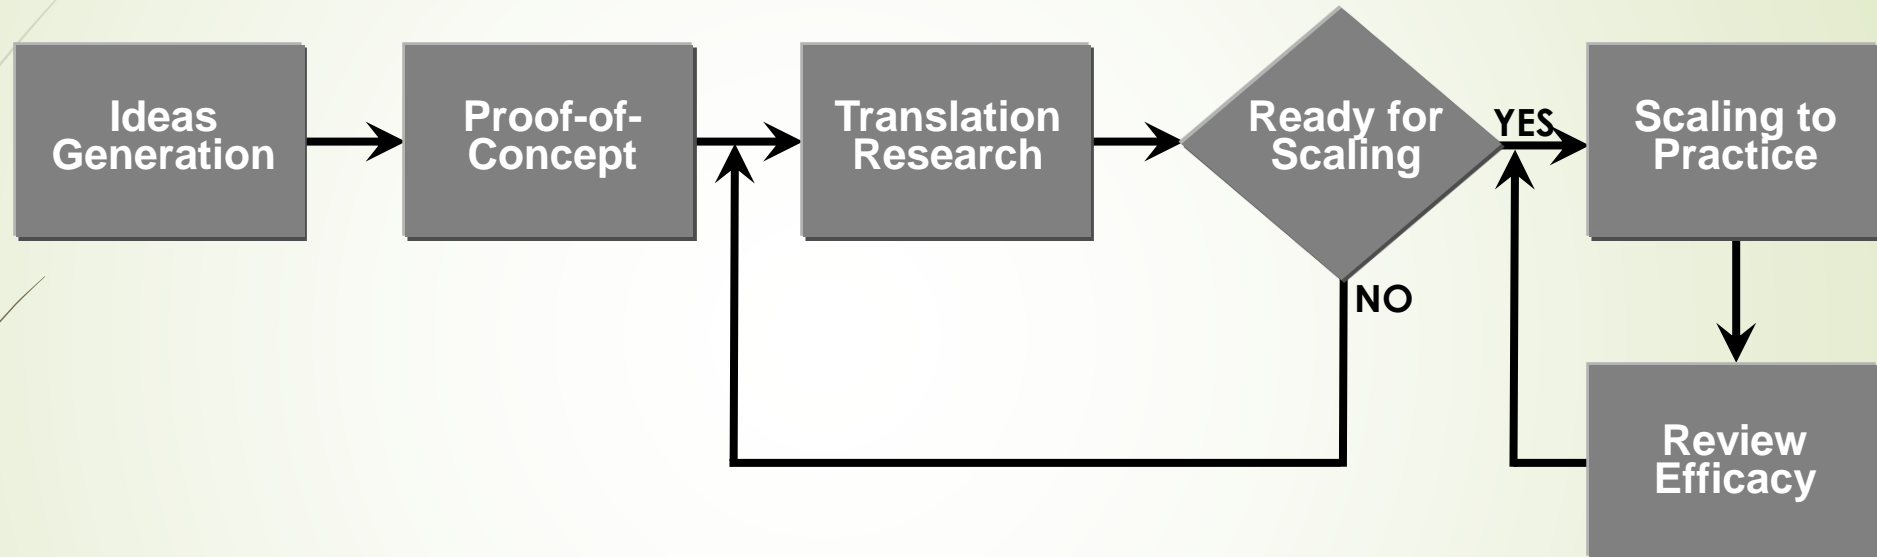 Ideas
Generation
Proof-of-
Concept
Translation
Research
Ready for
Scaling
YES
Scaling to
Practice
NO
Review
Efficacy